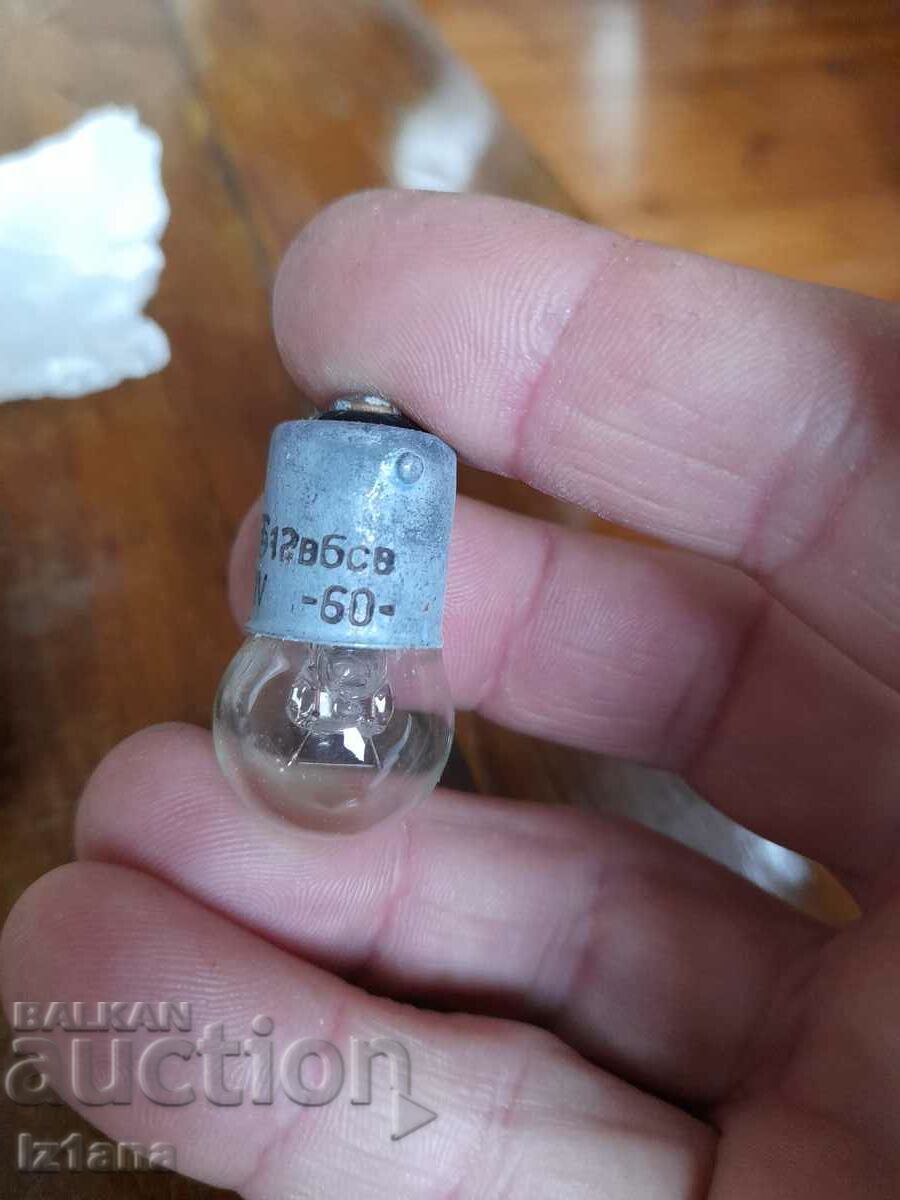 12в6св
-60-
BALKAN
auction
iz1ana